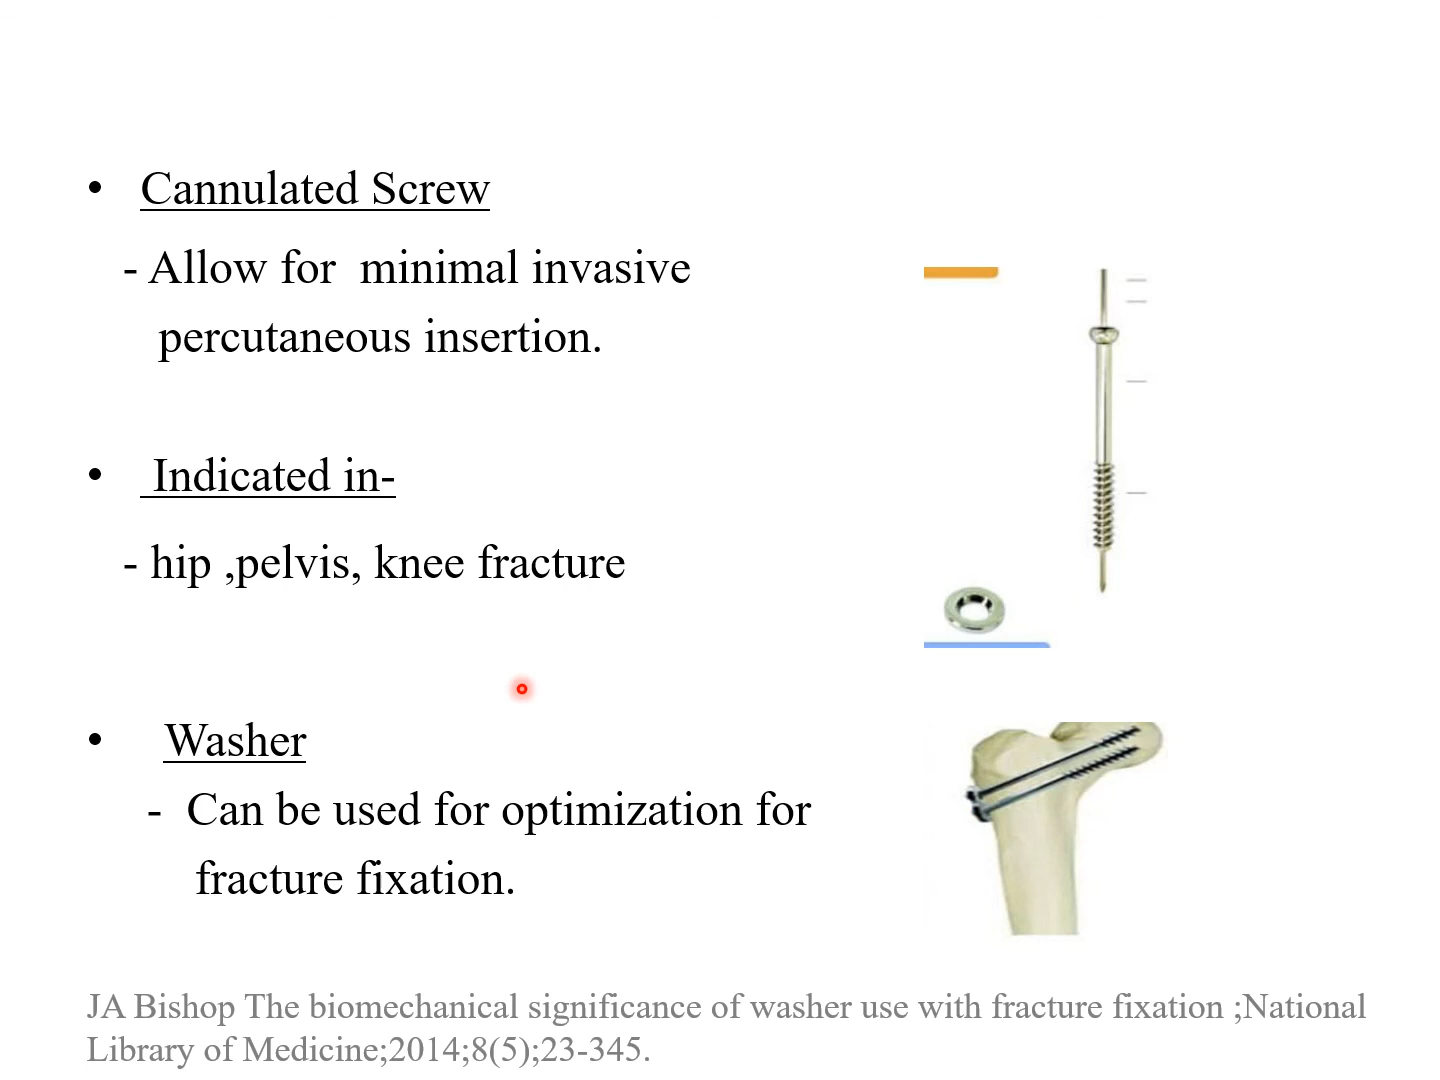 • Cannulated Screw
- Allow for  minimal invasive
percutaneous insertion.
• Indicated in-
- hip ,pelvis, knee fracture
• Washer
- Can be used for optimization for
fracture fixation.
JA Bishop The biomechanical significance of washer use with fracture fixation ;National
Library of Medicine;2014;8(5);23-345.